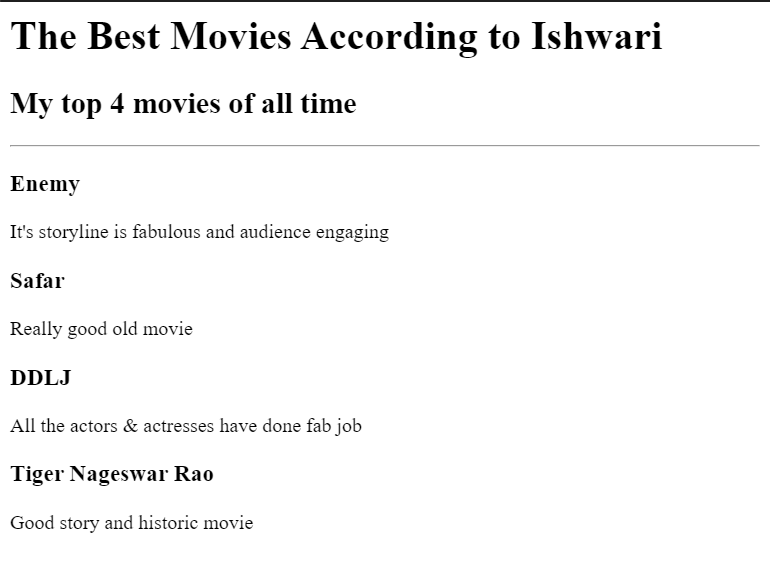 The Best Movies According to Ishwari
My top 4 movies of all time
Enemy
It's storyline is fabulous and audience engaging
Safar
Really good old movie
DDLJ
All the actors & actresses have done fab job
Tiger Nageswar Rao
Good story and historic movie